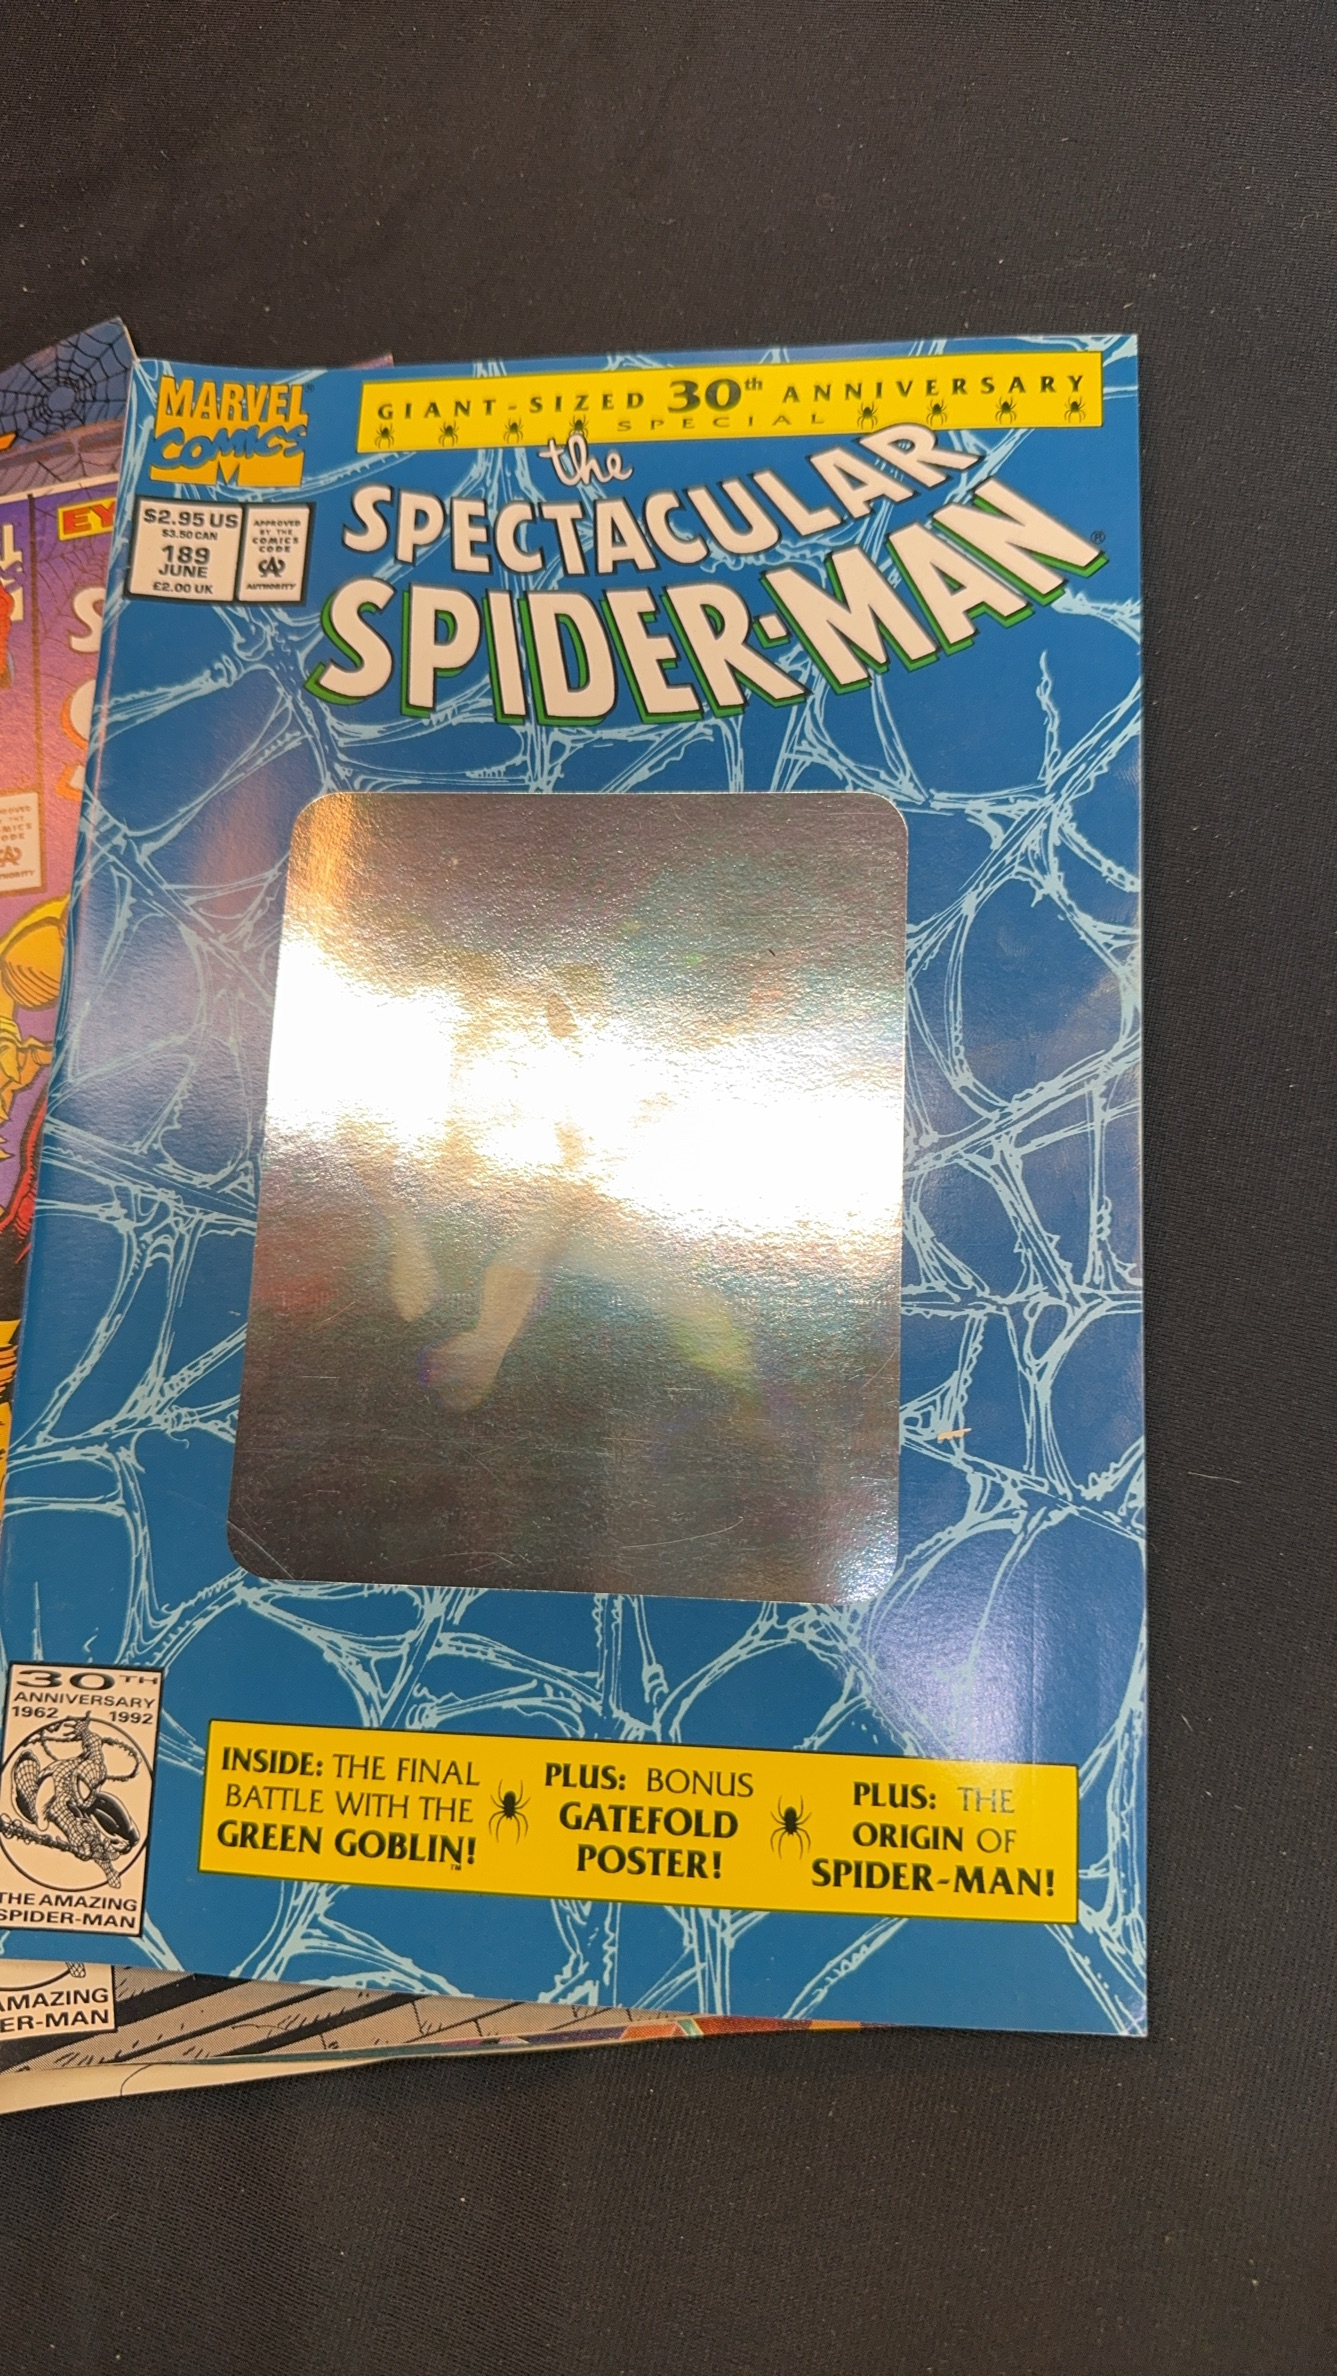 MARVEL
COMICS
GIANT-SIZED 30th ANNIVERSARY
SPECIAL
the
SPECTACULAR
SPIDER-MAN®
$2.95 US
$3.50 CAN
189
JUNE
£2.00 UK
APPROVED
BY THE
COMICS
CODE
CA
AUTHORITY
EY
30TH
ANNIVERSARY
1962 1992
THE AMAZING
SPIDER-MAN
INSIDE: THE FINAL
BATTLE WITH THE
GREEN GOBLIN!™
PLUS: BONUS
GATEFOLD
POSTER!
PLUS: THE
ORIGIN OF
SPIDER-MAN!
AMAZING
ER-MAN